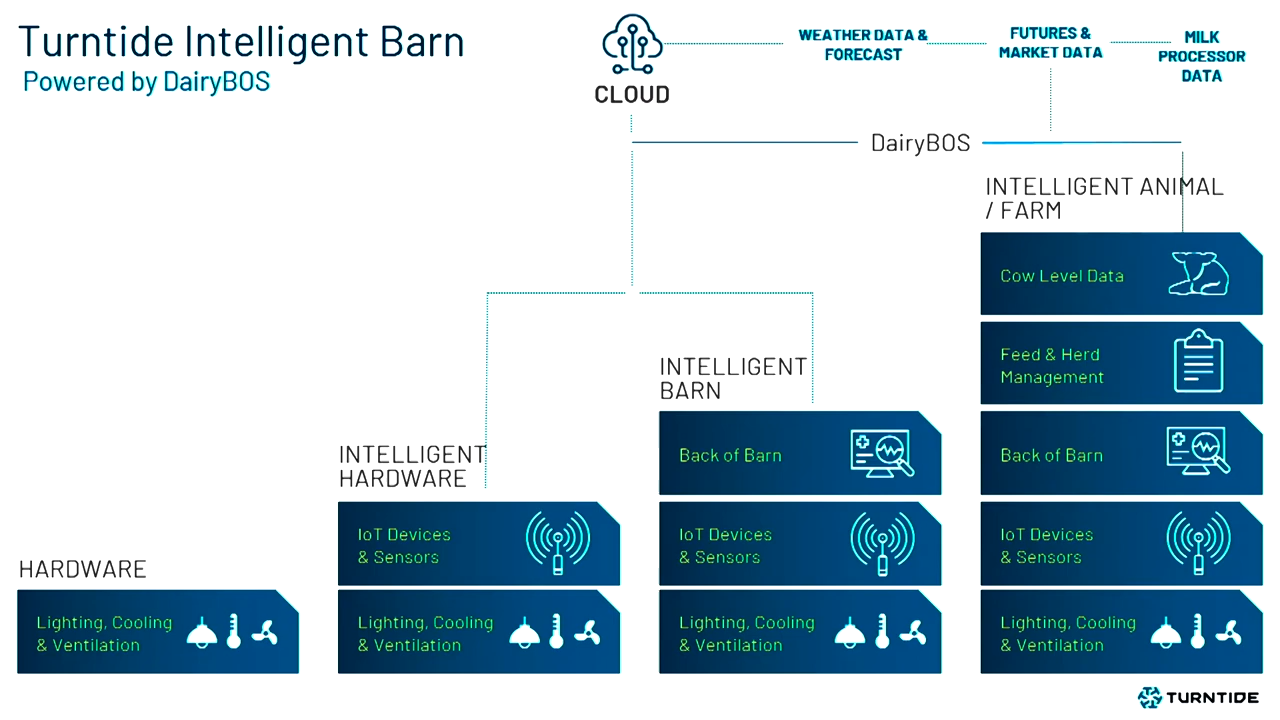 Turntide Intelligent Barn
Powered by DairyBOS
CLOUD
WEATHER DATA &
FORECAST
FUTURES &
MARKET DATA
MILK
PROCESSOR
DATA
DairyBOS
HARDWARE
Lighting, Cooling
& Ventilation
INTELLIGENT
HARDWARE
IoT Devices
& Sensors
Lighting, Cooling
& Ventilation
INTELLIGENT
BARN
Back of Barn
IoT Devices
& Sensors
Lighting, Cooling
& Ventilation
INTELLIGENT ANIMAL
/ FARM
Cow Level Data
Feed & Herd
Management
Back of Barn
IoT Devices
& Sensors
Lighting, Cooling
& Ventilation
TURNTIDE